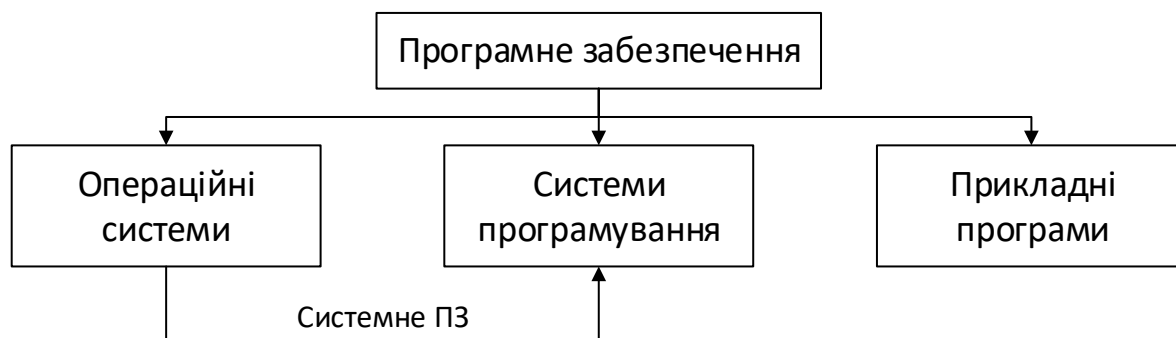 Програмне забезпечення
Операційні
системи
Системи
програмування
Прикладні
програми
Системне ПЗ